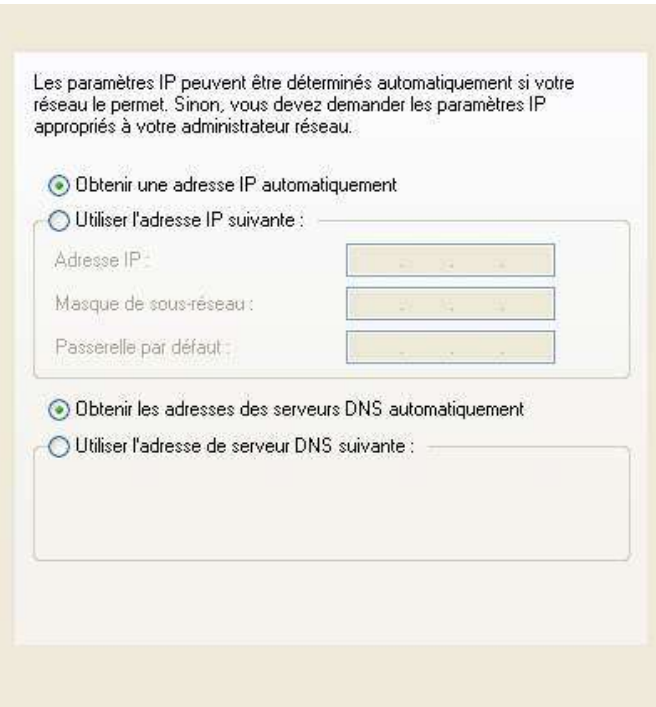 Les paramètres IP peuvent être déterminés automatiquement si votre
réseau le permet. Sinon, vous devez demander les paramètres IP
appropriés à votre administrateur réseau.
Obtenir une adresse IP automatiquement
Utiliser l'adresse IP suivante :
Adresse IP :
Masque de sous-réseau :
Passerelle par défaut :
Obtenir les adresses des serveurs DNS automatiquement
Utiliser l'adresse de serveur DNS suivante :